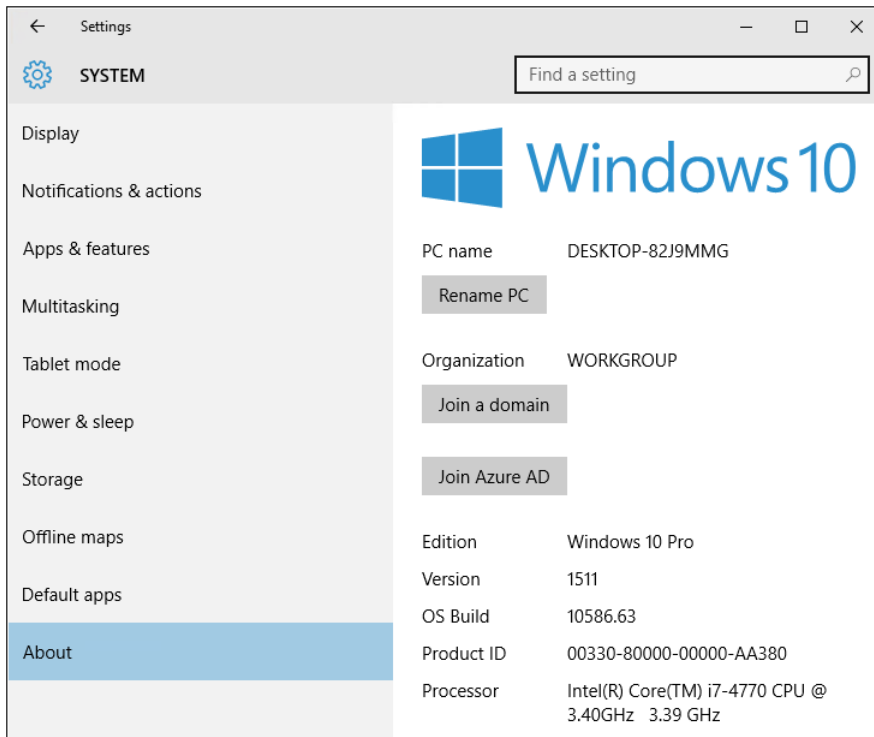 Settings
SYSTEM
Find a setting
Display
Notifications & actions
Apps & features
Multitasking
Tablet mode
Power & sleep
Storage
Offline maps
Default apps
About
Windows 10
PC name DESKTOP-82J9MMG
Rename PC
Organization WORKGROUP
Join a domain
Join Azure AD
Edition Windows 10 Pro
Version 1511
OS Build 10586.63
Product ID 00330-80000-00000-AA380
Processor Intel(R) Core(TM) i7-4770 CPU @
3.40GHz 3.39 GHz